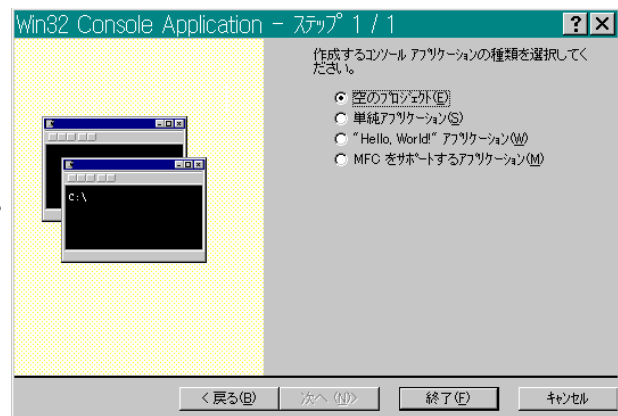 Win32 Console Application - ステップ 1 / 1
作成するコンソール アプリケーションの種類を選択してく
ださい。
空のプロジェクト(E)
単純アプリケーション(S)
"Hello, World!" アプリケーション(W)
MFC をサポートするアプリケーション(M)
C:\
< 戻る(B)
次へ (N)>
終了(F)
キャンセル